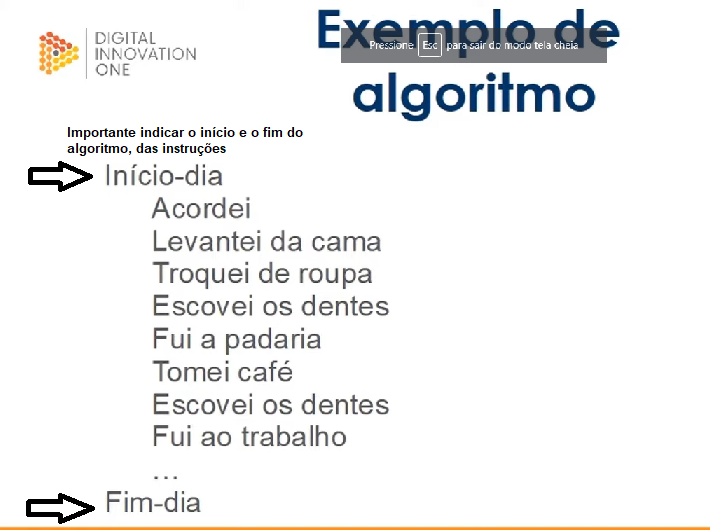 DIGITAL
INNOVATION
ONE
Exemplo de
algoritmo
Pressione Esc para sair do modo tela cheia
Importante indicar o início e o fim do
algoritmo, das instruções
Início-dia
Acordei
Levantei da cama
Troquei de roupa
Escovei os dentes
Fui a padaria
Tomei café
Escovei os dentes
Fui ao trabalho
...
Fim-dia